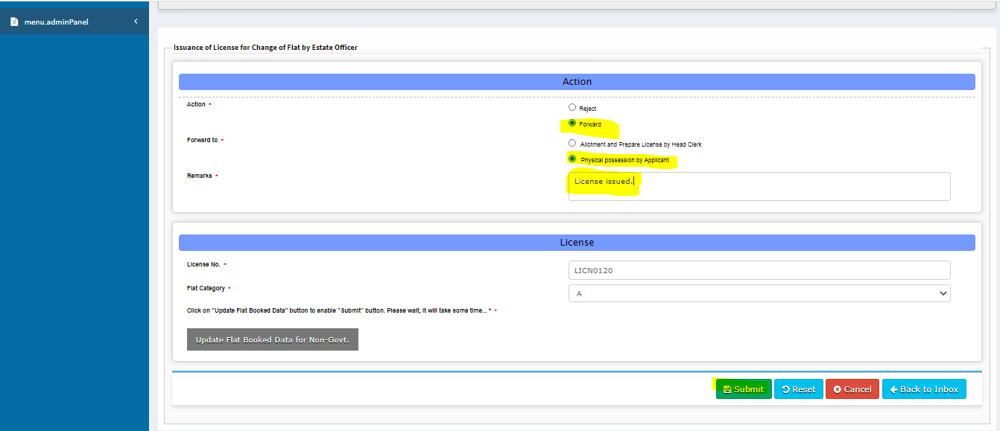 menu.adminPanel
Issuance of License for Change of Flat by Estate Officer
Action
Action *
Reject
Forward
Forward to *
Allotment and Prepare License by Head Clerk
Physical possession by Applicant
Remarks *
License issued.
License
License No. *
LICN0120
Flat Category *
A
Click on "Update Flat Booked Data" button to enable "Submit" button. Please wait, it will take some time... * *
Update Flat Booked Data for Non-Govt.
Submit Reset Cancel Back to Inbox